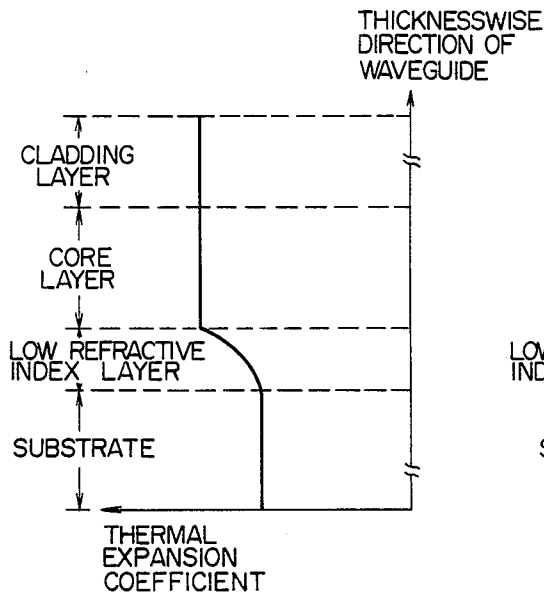 THICKNESSWISE
DIRECTION OF
WAVEGUIDE
CLADDING
LAYER
CORE
LAYER
LOW REFRACTIVE
INDEX LAYER
SUBSTRATE
THERMAL
EXPANSION
COEFFICIENT